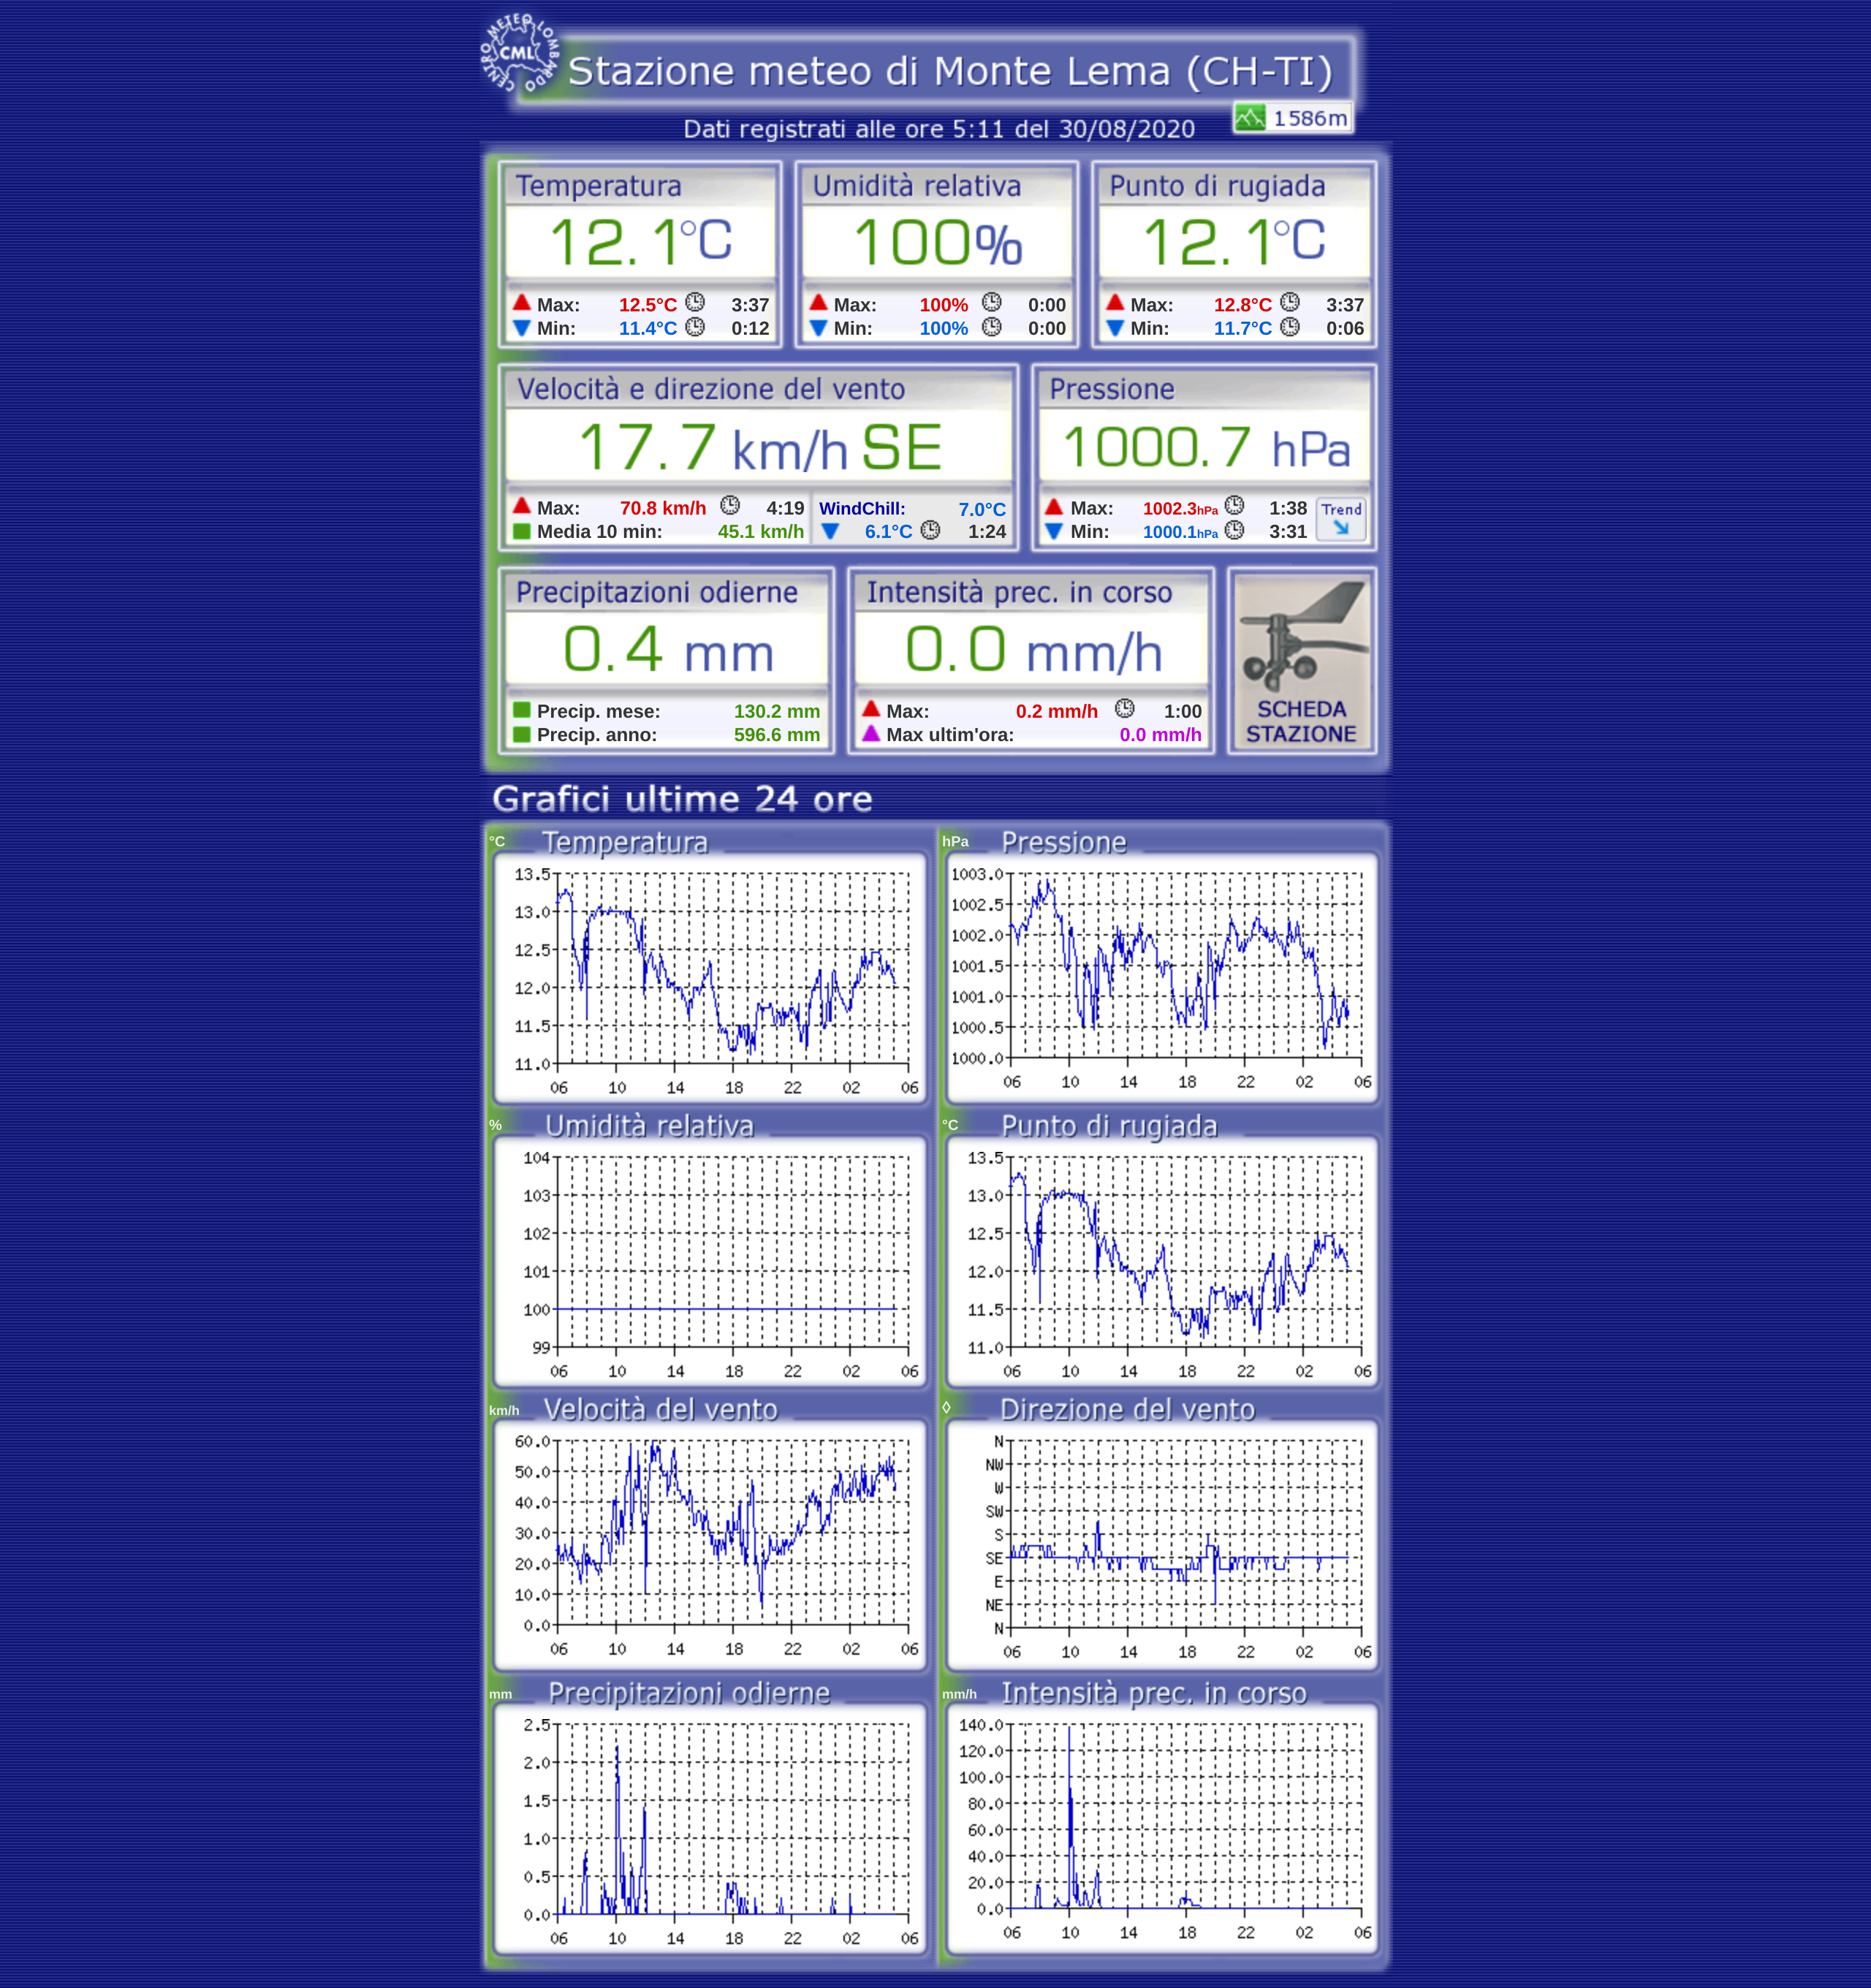 CENTRO METEO LOMBARDO
CML
Stazione meteo di Monte Lema (CH-TI)
1586m
Dati registrati alle ore 5:11 del 30/08/2020
Temperatura Umidità relativa Punto di rugiada
12.1°C 100% 12.1°C
Max: 12.5°C 3:37 Max: 100% 0:00 Max: 12.8°C 3:37
Min: 11.4°C 0:12 Min: 100% 0:00 Min: 11.7°C 0:06
Velocità e direzione del vento Pressione
17.7 km/h SE 1000.7 hPa
Max: 70.8 km/h 4:19 WindChill: 7.0°C Max: 1002.3hPa 1:38 Trend
Media 10 min: 45.1 km/h 6.1°C 1:24 Min: 1000.1hPa 3:31
Precipitazioni odierne Intensità prec. in corso
0.4 mm 0.0 mm/h
Precip. mese: 130.2 mm Max: 0.2 mm/h 1:00 SCHEDA
Precip. anno: 596.6 mm Max ultim'ora: 0.0 mm/h STAZIONE
Grafici ultime 24 ore
°C Temperatura
13.5
13.0
12.5
12.0
11.5
11.0
06 10 14 18 22 02 06
hPa Pressione
1003.0
1002.5
1002.0
1001.5
1001.0
1000.5
1000.0
06 10 14 18 22 02 06
% Umidità relativa
104
103
102
101
100
99
06 10 14 18 22 02 06
°C Punto di rugiada
13.5
13.0
12.5
12.0
11.5
11.0
06 10 14 18 22 02 06
km/h Velocità del vento
60.0
50.0
40.0
30.0
20.0
10.0
0.0
06 10 14 18 22 02 06
◊ Direzione del vento
N
NW
W
SW
S
SE
E
NE
N
06 10 14 18 22 02 06
mm Precipitazioni odierne
2.5
2.0
1.5
1.0
0.5
0.0
06 10 14 18 22 02 06
mm/h Intensità prec. in corso
140.0
120.0
100.0
80.0
60.0
40.0
20.0
0.0
06 10 14 18 22 02 06